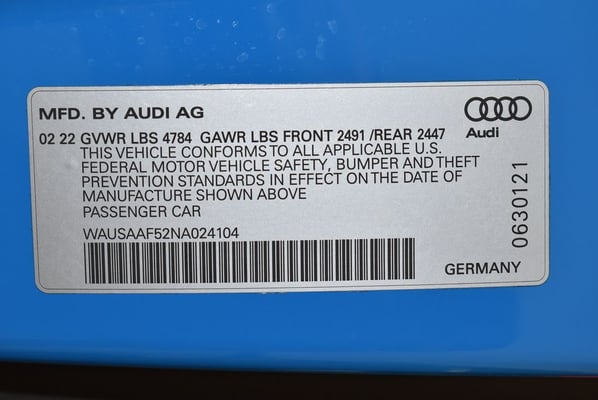 MFD. BY AUDI AG
Audi
02 22 GVWR LBS 4784 GAWR LBS FRONT 2491 /REAR 2447
THIS VEHICLE CONFORMS TO ALL APPLICABLE U.S.
FEDERAL MOTOR VEHICLE SAFETY, BUMPER AND THEFT
PREVENTION STANDARDS IN EFFECT ON THE DATE OF
MANUFACTURE SHOWN ABOVE
PASSENGER CAR
WAUSAAF52NA024104
0630121
GERMANY